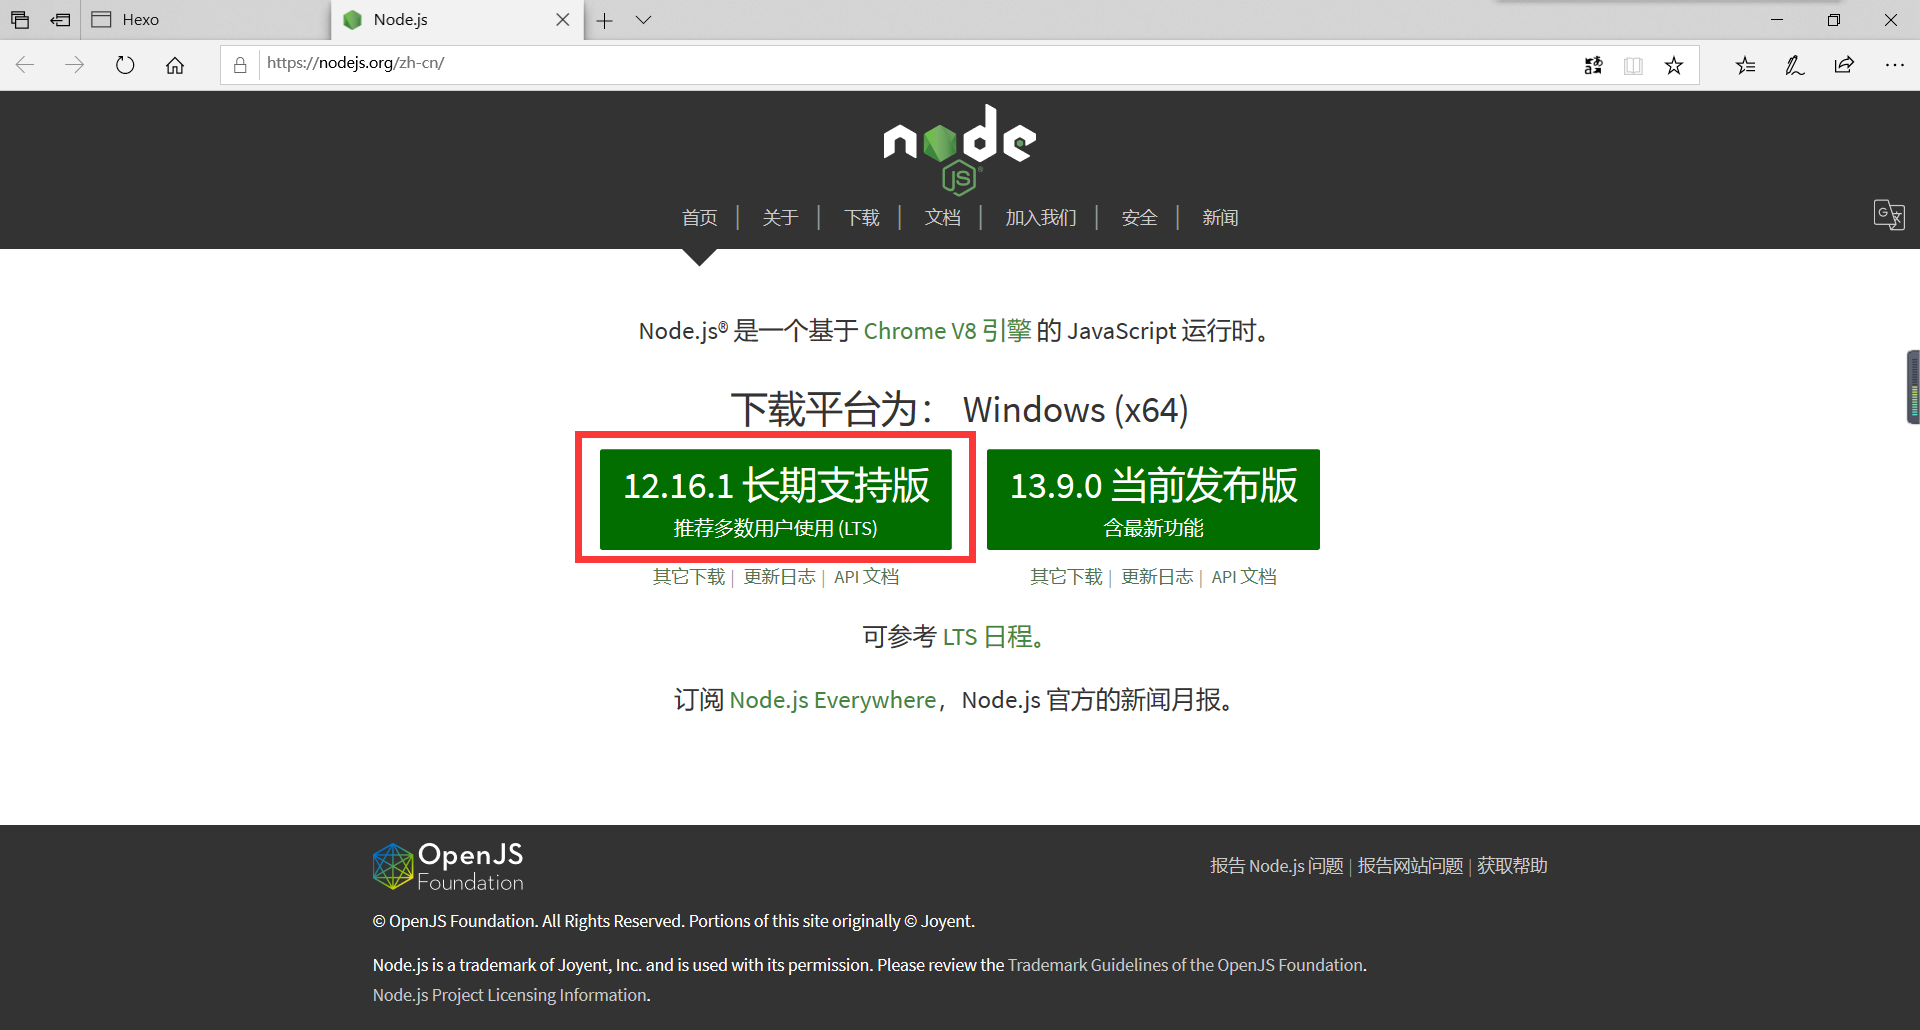 Hexo
Node.js
https://nodejs.org/zh-cn/
node
JS
首页 | 关于 | 下载 | 文档 | 加入我们 | 安全 | 新闻
Node.js® 是一个基于 Chrome V8 引擎 的 JavaScript 运行时。
下载平台为： Windows (x64)
12.16.1 长期支持版
推荐多数用户使用 (LTS)
13.9.0 当前发布版
含最新功能
其它下载 | 更新日志 | API 文档
其它下载 | 更新日志 | API 文档
可参考 LTS 日程。
订阅 Node.js Everywhere，Node.js 官方的新闻月报。
OpenJS
Foundation
报告 Node.js 问题 | 报告网站问题 | 获取帮助
© OpenJS Foundation. All Rights Reserved. Portions of this site originally © Joyent.
Node.js is a trademark of Joyent, Inc. and is used with its permission. Please review the Trademark Guidelines of the OpenJS Foundation.
Node.js Project Licensing Information.